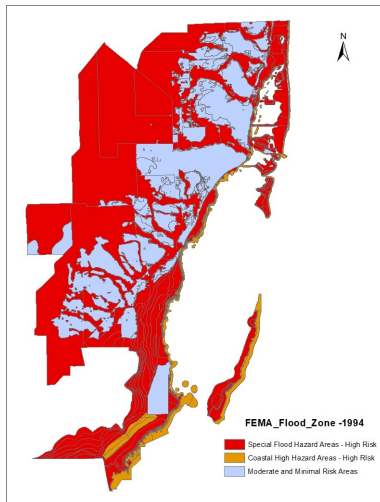 N
FEMA_Flood_Zone -1994
Special Flood Hazard Areas - High Risk
Coastal High Hazard Areas - High RIsk
Moderate and Minimal Risk Areas